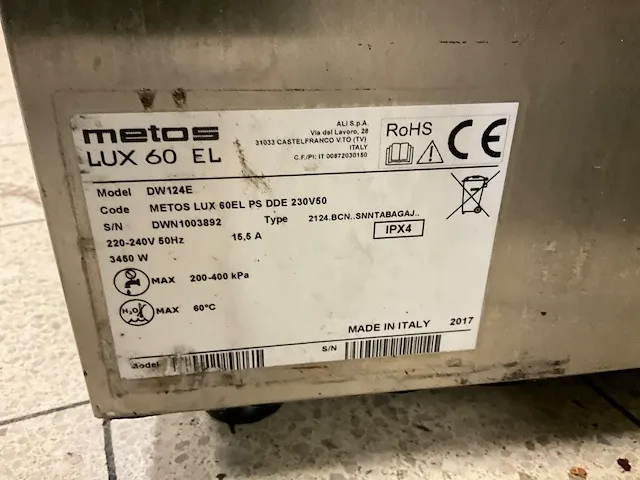 metos
LUX 60 EL
ALI S.p.A.
Via del Lavoro, 28
31033 CASTELFRANCO V.TO (TV)
ITALY
C.F./PI: IT 00872030150
RoHS
CE
Model DW124E
Code METOS LUX 60EL PS DDE 230V50
S/N DWN1003892 Type 2124.BCN..SNNTABAGAJ..
220-240V 50Hz 15,5 A IPX4
3450 W
MAX 200-400 kPa
H₂O MAX 60°C
MADE IN ITALY 2017
Model S/N